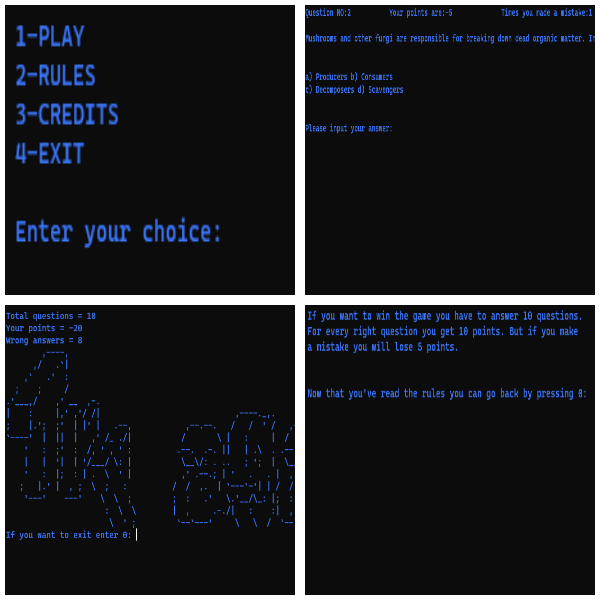 1-PLAY
2-RULES
3-CREDITS
4-EXIT
Enter your choice:
Question NO:2 Your points are:-5 Times you made a mistake:1
Mushrooms and other fungi are responsible for breaking down dead organic matter. In
a) Producers b) Consumers
c) Decomposers d) Scavengers
Please input your answer:
Total questions = 10
Your points = -20
Wrong answers = 8
If you want to exit enter 0:
If you want to win the game you have to answer 10 questions.
For every right question you get 10 points. But if you make
a mistake you will lose 5 points.
Now that you've read the rules you can go back by pressing 0: